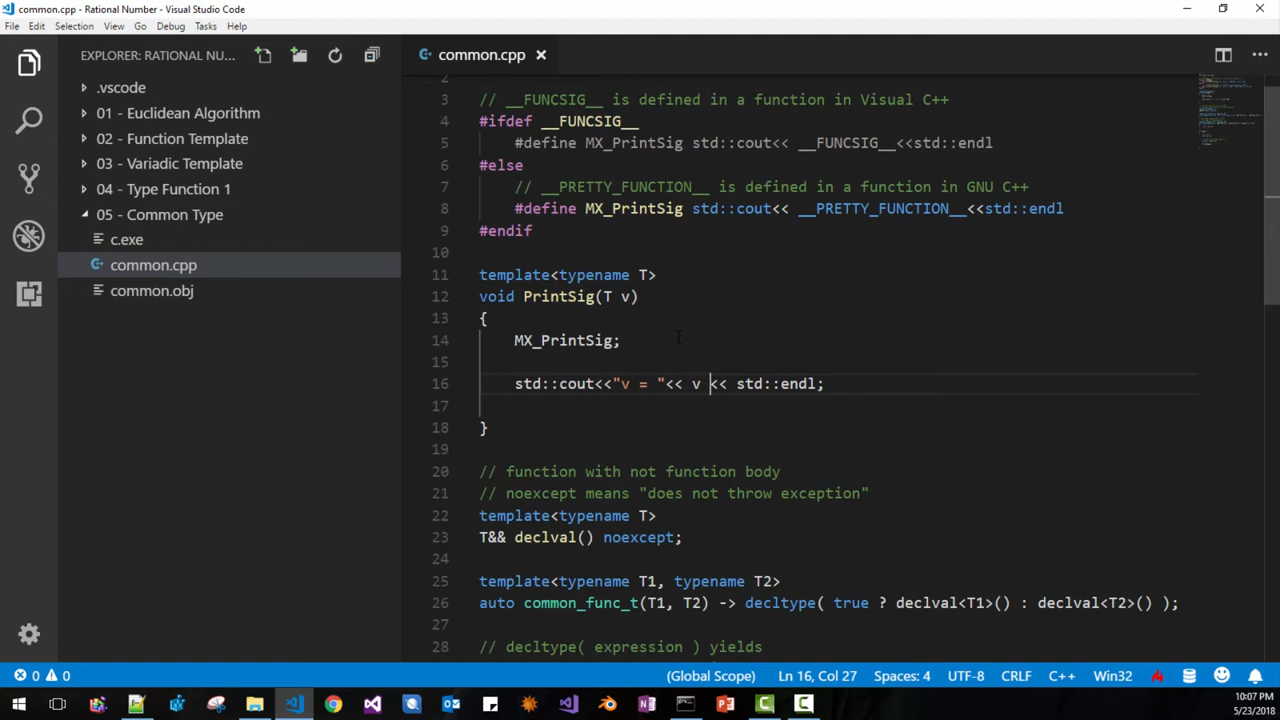 common.cpp - Rational Number - Visual Studio Code
File Edit Selection View Go Debug Tasks Help
EXPLORER: RATIONAL NU...
.vscode
01 - Euclidean Algorithm
02 - Function Template
03 - Variadic Template
04 - Type Function 1
05 - Common Type
c.exe
common.cpp
common.obj
common.cpp
2
3 // __FUNCSIG__ is defined in a function in Visual C++
4 #ifdef __FUNCSIG__
5 #define MX_PrintSig std::cout<< __FUNCSIG__<<std::endl
6 #else
7 // __PRETTY_FUNCTION__ is defined in a function in GNU C++
8 #define MX_PrintSig std::cout<< __PRETTY_FUNCTION__<<std::endl
9 #endif
10
11 template<typename T>
12 void PrintSig(T v)
13 {
14 MX_PrintSig;
15
16 std::cout<<"v = "<< v << std::endl;
17
18 }
19
20 // function with not function body
21 // noexcept means "does not throw exception"
22 template<typename T>
23 T&& declval() noexcept;
24
25 template<typename T1, typename T2>
26 auto common_func_t(T1, T2) -> decltype( true ? declval<T1>() : declval<T2>() );
27
28 // decltype( expression ) yields
0 0 (Global Scope) Ln 16, Col 27 Spaces: 4 UTF-8 CRLF C++ Win32
10:07 PM
5/23/2018